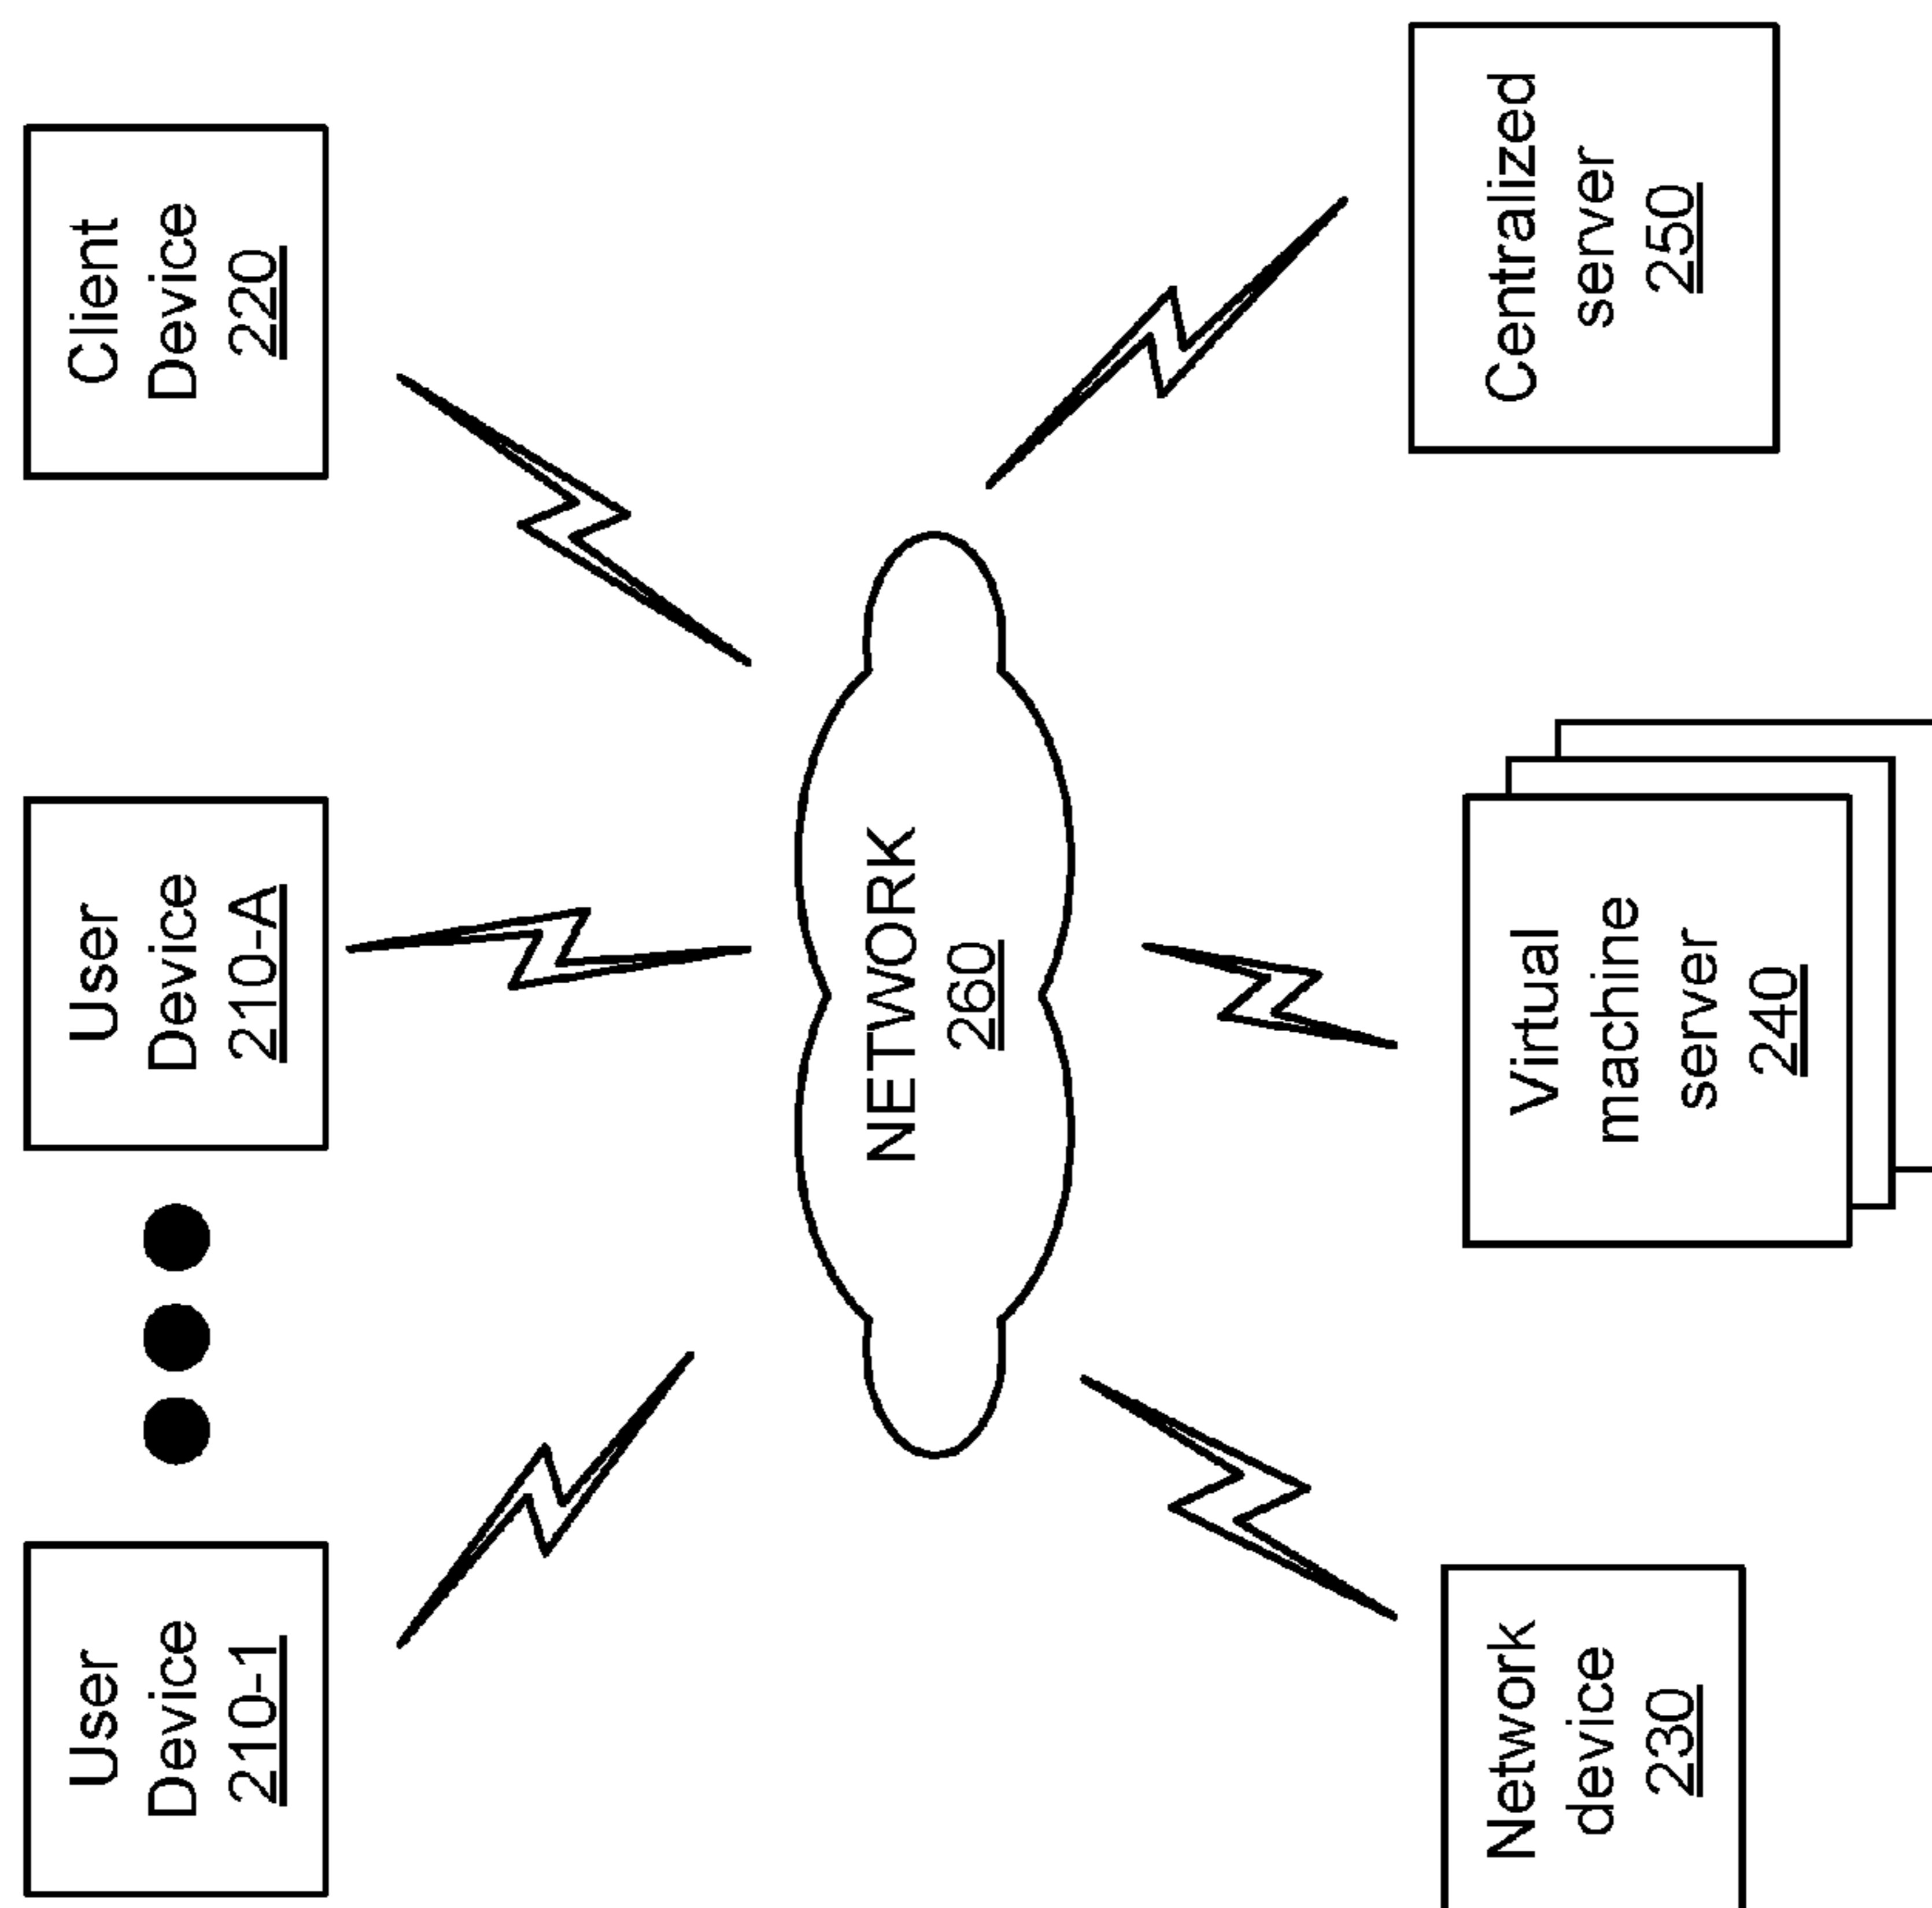 User
Device
210-1
User
Device
210-A
Client
Device
220
NETWORK
260
Network
device
230
Virtual
machine
server
240
Centralized
server
250